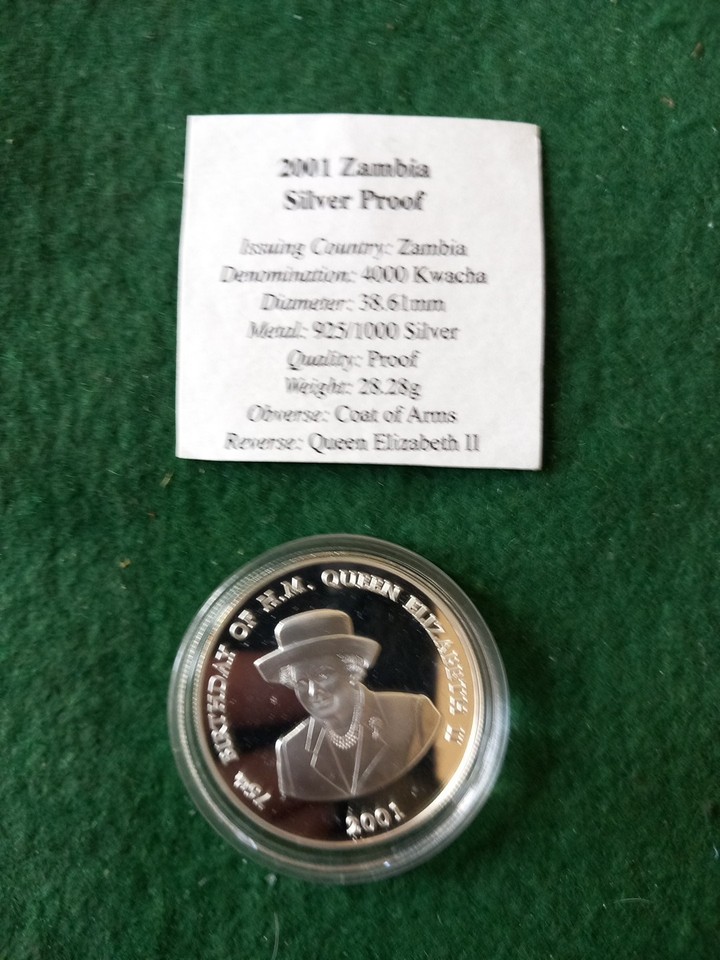 2001 Zambia
Silver Proof
Issuing Country: Zambia
Denomination: 4000 Kwacha
Diameter: 38.61mm
Metal: 925/1000 Silver
Quality: Proof
Weight: 28.28g
Obverse: Coat of Arms
Reverse: Queen Elizabeth II
75th BIRTHDAY OF H.M. QUEEN ELIZABETH II
2001